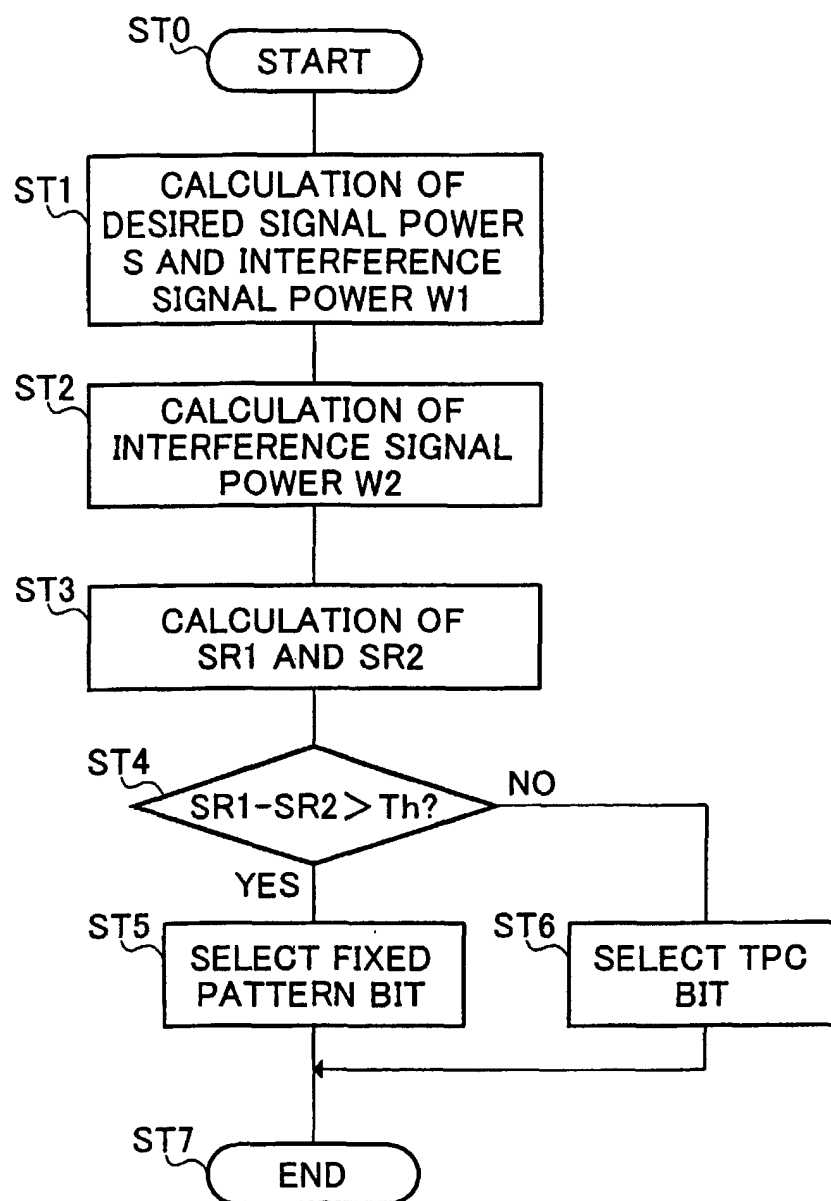 ST0
START
ST1
CALCULATION OF
DESIRED SIGNAL POWER
S AND INTERFERENCE
SIGNAL POWER W1
ST2
CALCULATION OF
INTERFERENCE SIGNAL
POWER W2
ST3
CALCULATION OF
SR1 AND SR2
ST4
SR1-SR2>Th?
NO
YES
ST5
SELECT FIXED
PATTERN BIT
ST6
SELECT TPC
BIT
ST7
END